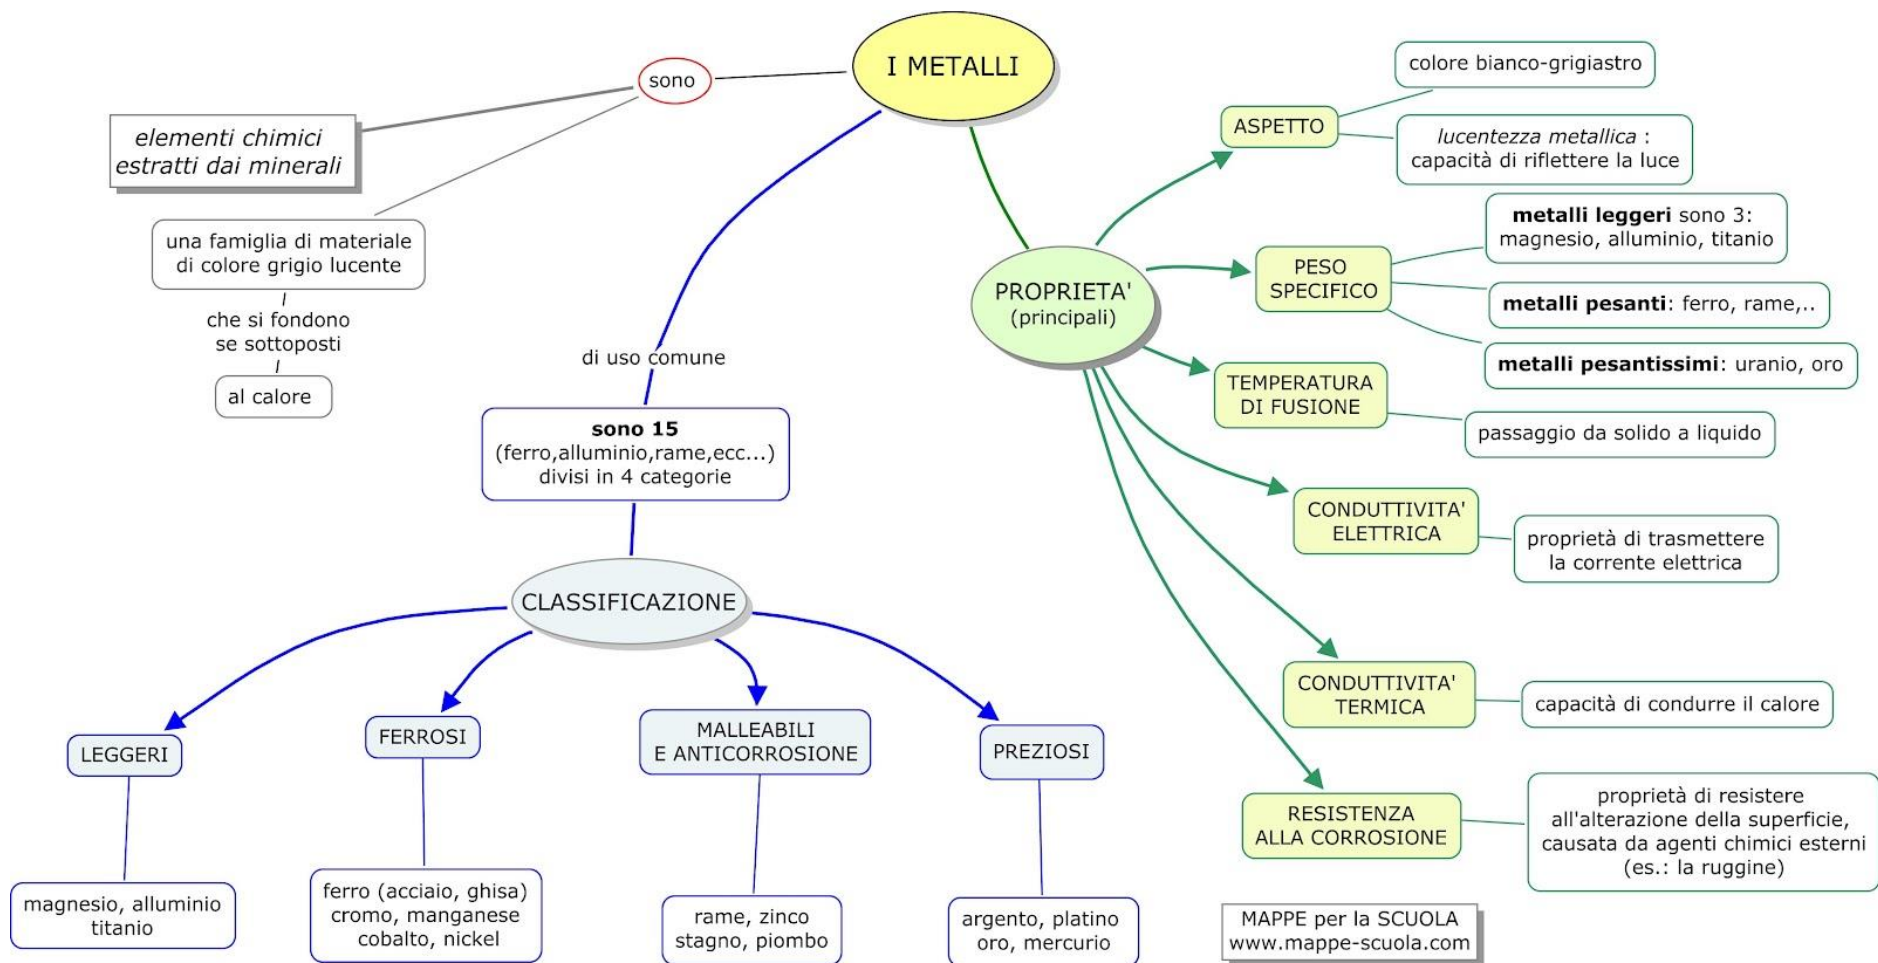 I METALLI
sono
elementi chimici
estratti dai minerali
una famiglia di materiale
di colore grigio lucente
che si fondono
se sottoposti
al calore
di uso comune
sono 15
(ferro,alluminio,rame,ecc...)
divisi in 4 categorie
CLASSIFICAZIONE
LEGGERI
magnesio, alluminio
titanio
FERROSI
ferro (acciaio, ghisa)
cromo, manganese
cobalto, nickel
MALLEABILI
E ANTICORROSIONE
rame, zinco
stagno, piombo
PREZIOSI
argento, platino
oro, mercurio
PROPRIETA'
(principali)
ASPETTO
colore bianco-grigiastro
lucentezza metallica :
capacità di riflettere la luce
PESO
SPECIFICO
metalli leggeri sono 3:
magnesio, alluminio, titanio
metalli pesanti: ferro, rame,..
metalli pesantissimi: uranio, oro
TEMPERATURA
DI FUSIONE
passaggio da solido a liquido
CONDUTTIVITA'
ELETTRICA
proprietà di trasmettere
la corrente elettrica
CONDUTTIVITA'
TERMICA
capacità di condurre il calore
RESISTENZA
ALLA CORROSIONE
proprietà di resistere
all'alterazione della superficie,
causata da agenti chimici esterni
(es.: la ruggine)
MAPPE per la SCUOLA
www.mappe-scuola.com